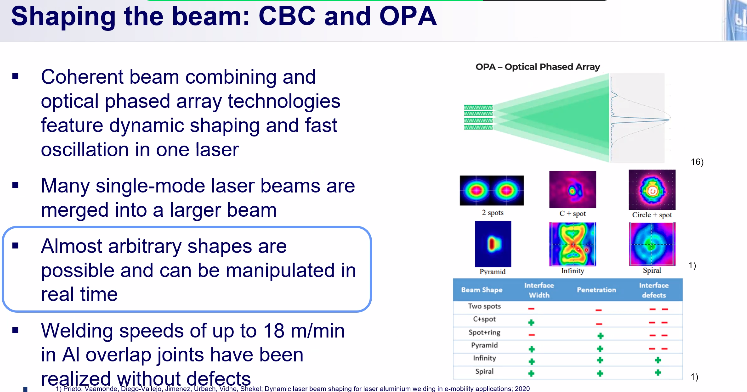 Shaping the beam: CBC and OPA
▪ Coherent beam combining and
optical phased array technologies
feature dynamic shaping and fast
oscillation in one laser
▪ Many single-mode laser beams are
merged into a larger beam
▪ Almost arbitrary shapes are
possible and can be manipulated in
real time
▪ Welding speeds of up to 18 m/min
in Al overlap joints have been
realized without defects
OPA – Optical Phased Array
16)
2 spots C + spot Circle + spot
Pyramid Infinity Spiral
1)
Beam Shape Interface Width Penetration Interface defects
Two spots − − − −
C+spot + − − −
Spot+ring − + − −
Pyramid + + − −
Infinity + + +
Spiral + + +
1)
1) Prieto, Vaamonde, Diego-Vallejo, Jimenez, Urbach, Vidne, Shekel. Dynamic laser beam shaping for laser aluminium welding in e-mobility applications; 2020